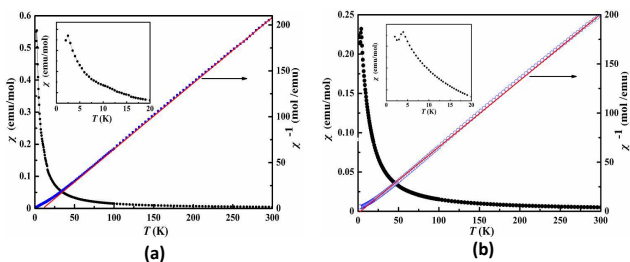 0.6
0.5
0.4
0.3
0.2
0.1
0.0
χ (emu/mol)
200
150
100
50
0
χ⁻¹ (mol /emu)
0 50 100 150 200 250 300
T (K)
χ (emu/mol)
0 5 10 15 20
T (K)
(a)
0.25
0.20
0.15
0.10
0.05
0.00
χ (emu/mol)
200
150
100
50
0
χ⁻¹ (mol /emu)
0 50 100 150 200 250 300
T (K)
χ (emu/mol)
0 5 10 15 20
T (K)
(b)